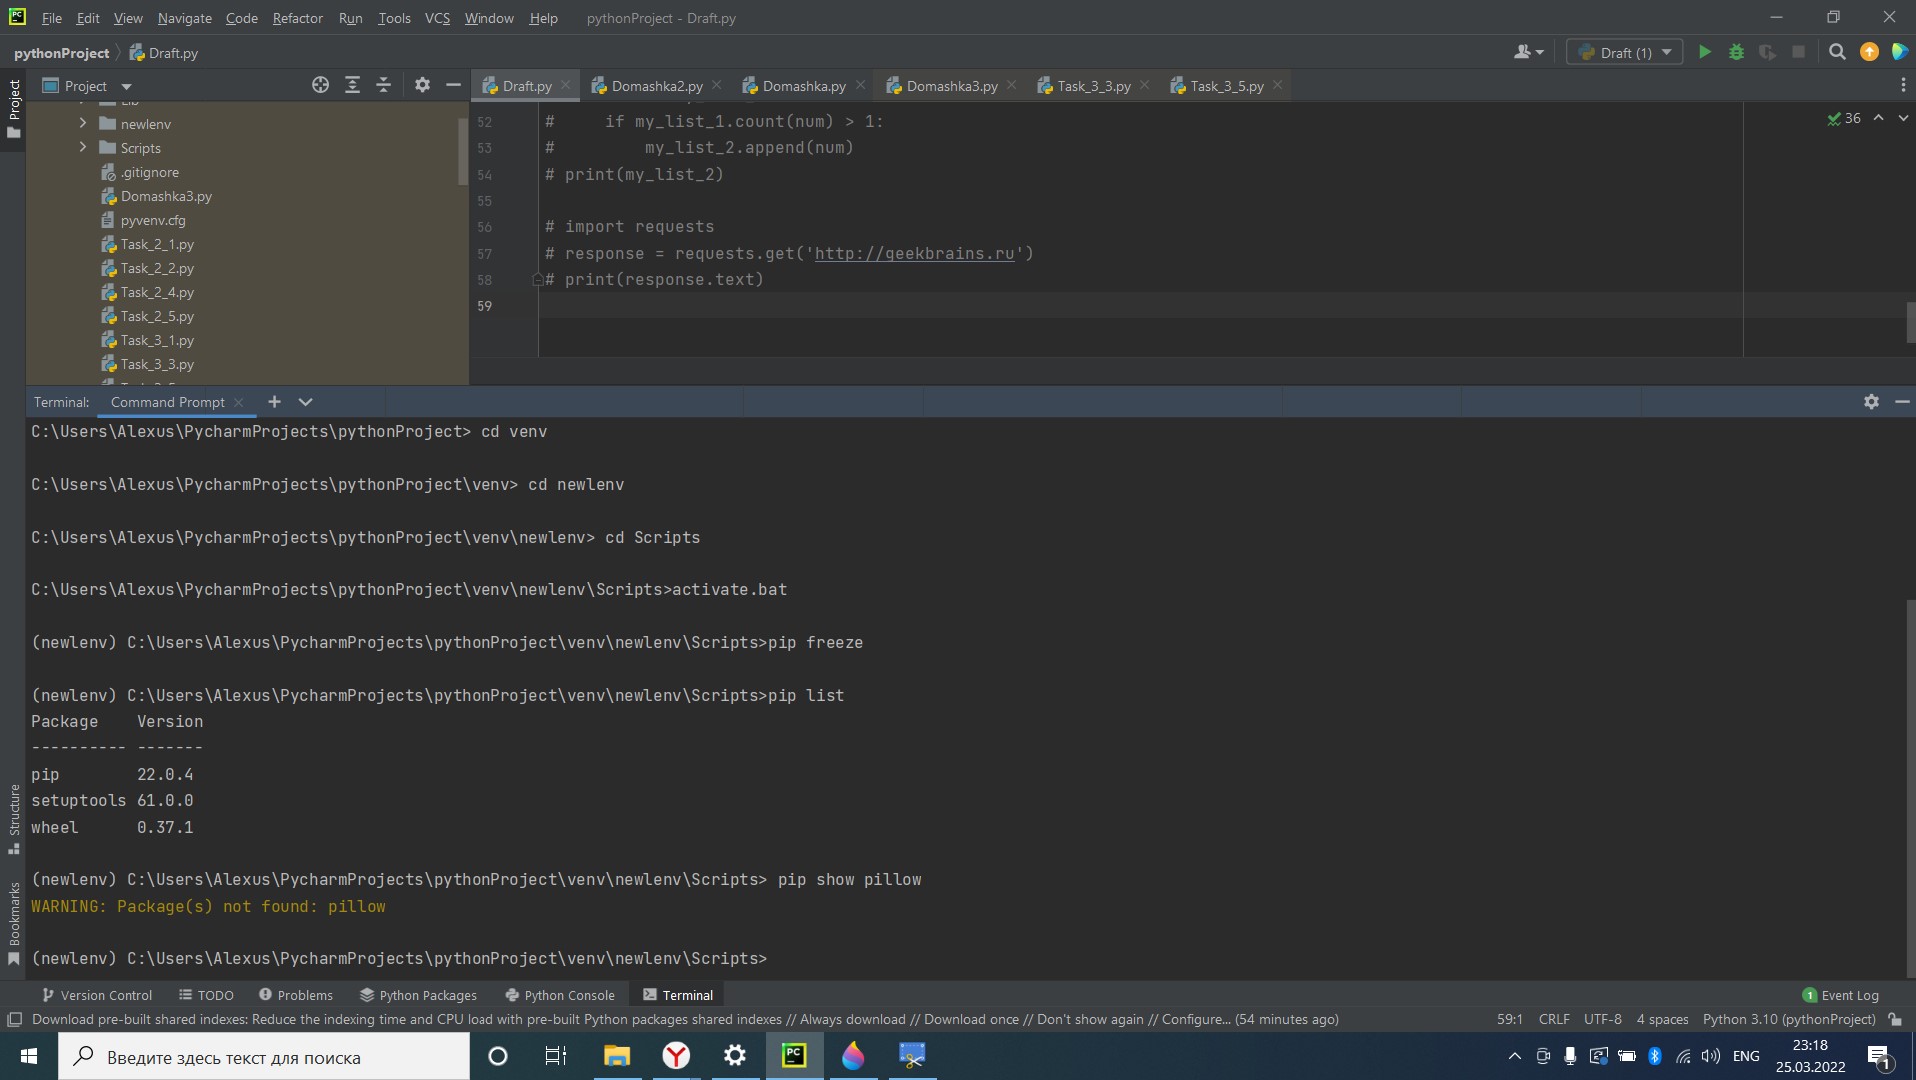 PC File Edit View Navigate Code Refactor Run Tools VCS Window Help pythonProject - Draft.py
pythonProject Draft.py Draft (1)
Project
Project Draft.py Domashka2.py Domashka.py Domashka3.py Task_3_3.py Task_3_5.py
Lib
newlenv
Scripts
.gitignore
Domashka3.py
pyvenv.cfg
Task_2_1.py
Task_2_2.py
Task_2_4.py
Task_2_5.py
Task_3_1.py
Task_3_3.py
52 #     if my_list_1.count(num) > 1:
53 #         my_list_2.append(num)
54 # print(my_list_2)
55
56 # import requests
57 # response = requests.get('http://geekbrains.ru')
58 # print(response.text)
59
36
Terminal: Command Prompt
C:\Users\Alexus\PycharmProjects\pythonProject> cd venv
C:\Users\Alexus\PycharmProjects\pythonProject\venv> cd newlenv
C:\Users\Alexus\PycharmProjects\pythonProject\venv\newlenv> cd Scripts
C:\Users\Alexus\PycharmProjects\pythonProject\venv\newlenv\Scripts>activate.bat
(newlenv) C:\Users\Alexus\PycharmProjects\pythonProject\venv\newlenv\Scripts>pip freeze
(newlenv) C:\Users\Alexus\PycharmProjects\pythonProject\venv\newlenv\Scripts>pip list
Package    Version
---------- -------
pip        22.0.4
setuptools 61.0.0
wheel      0.37.1
(newlenv) C:\Users\Alexus\PycharmProjects\pythonProject\venv\newlenv\Scripts> pip show pillow
WARNING: Package(s) not found: pillow
(newlenv) C:\Users\Alexus\PycharmProjects\pythonProject\venv\newlenv\Scripts>
Structure
Bookmarks
Version Control TODO Problems Python Packages Python Console Terminal 1 Event Log
Download pre-built shared indexes: Reduce the indexing time and CPU load with pre-built Python packages shared indexes // Always download // Download once // Don't show again // Configure... (54 minutes ago) 59:1 CRLF UTF-8 4 spaces Python 3.10 (pythonProject)
Введите здесь текст для поиска PC ENG 23:18
25.03.2022 1